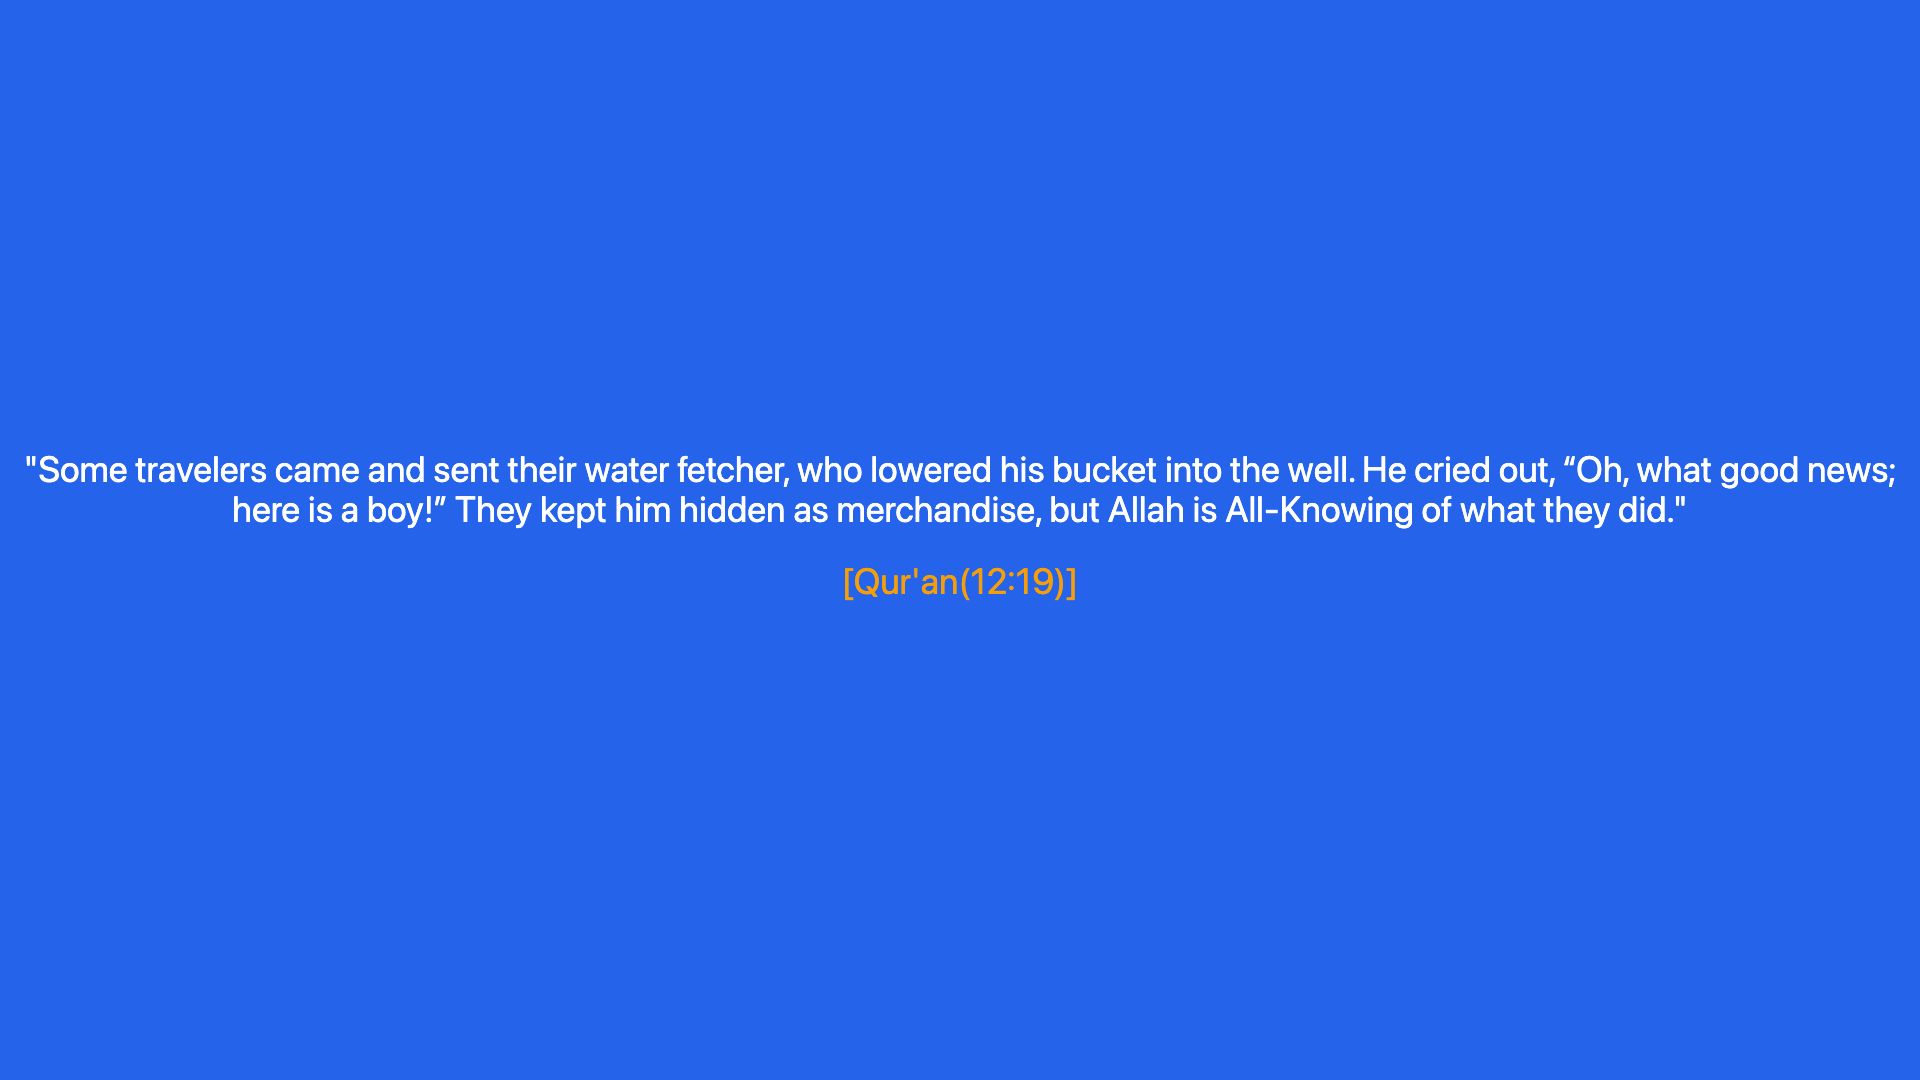 "Some travelers came and sent their water fetcher, who lowered his bucket into the well. He cried out, “Oh, what good news;
here is a boy!” They kept him hidden as merchandise, but Allah is All-Knowing of what they did."
[Qur'an(12:19)]